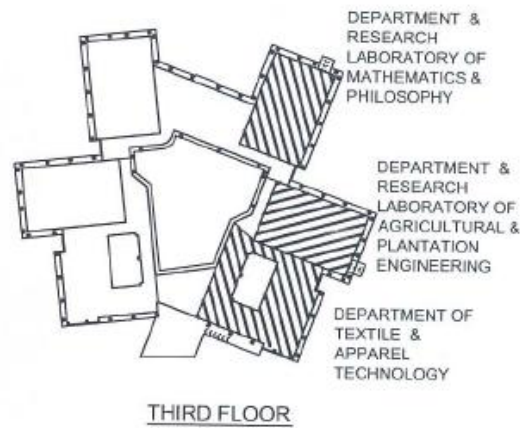 DEPARTMENT &
RESEARCH
LABORATORY OF
MATHEMATICS &
PHILOSOPHY
DEPARTMENT &
RESEARCH
LABORATORY OF
AGRICULTURAL &
PLANTATION
ENGINEERING
DEPARTMENT OF
TEXTILE &
APPAREL
TECHNOLOGY
THIRD FLOOR